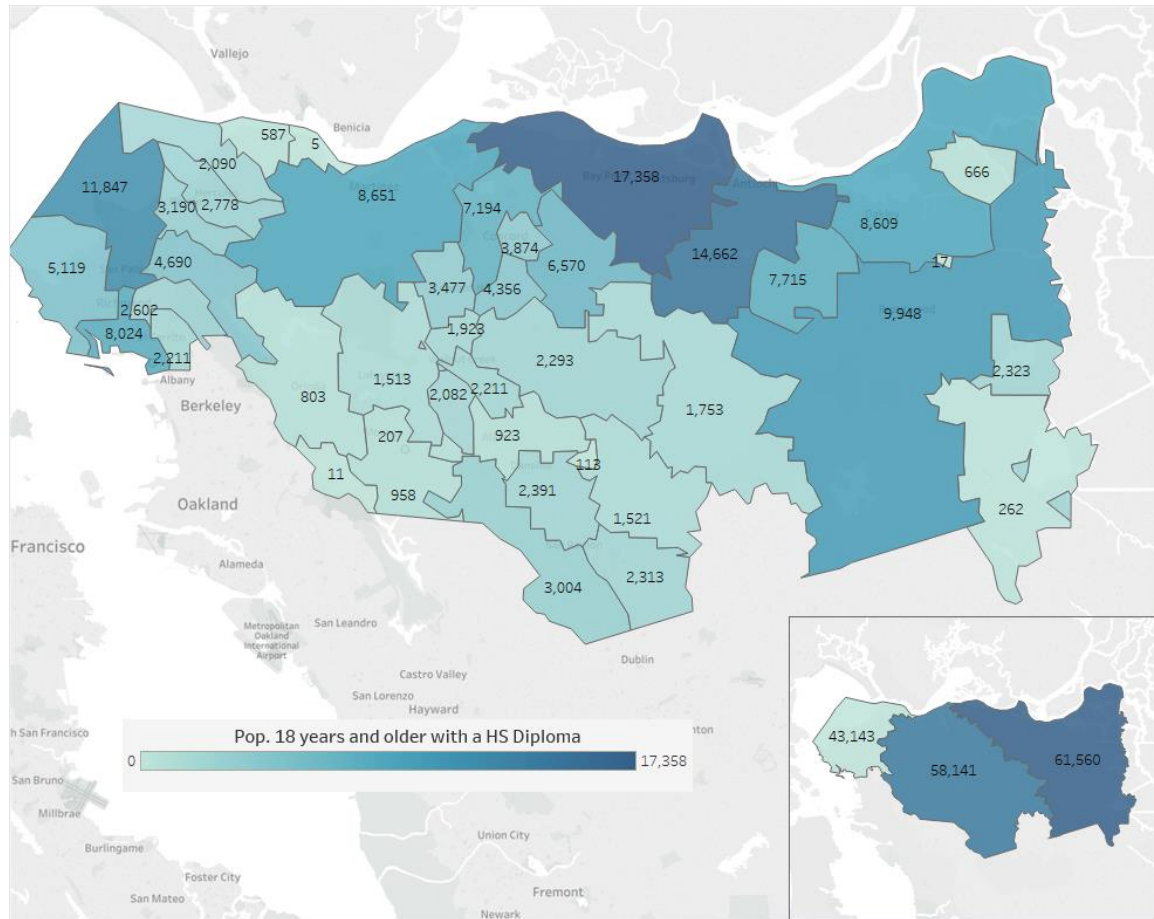 Vallejo
Benicia
587
5
2,090
11,847
3,190
2,778
8,651
7,194
17,358
Antioch
666
3,874
8,609
5,119
4,690
6,570
14,662
17
7,715
3,477
4,356
9,948
2,602
8,024
1,923
2,211
2,293
2,323
Albany
Berkeley
1,513
803
2,082
2,211
1,753
207
923
113
11
958
2,391
262
Oakland
1,521
Francisco
Alameda
3,004
2,313
Metropolitan
Oakland
International
Airport
San Leandro
Dublin
Castro Valley
San Lorenzo
Hayward
Pop. 18 years and older with a HS Diploma
0
17,358
43,143
58,141
61,560
h San Francisco
San Bruno
Millbrae
Burlingame
Foster City
San Mateo
Union City
Fremont
Newark
nton